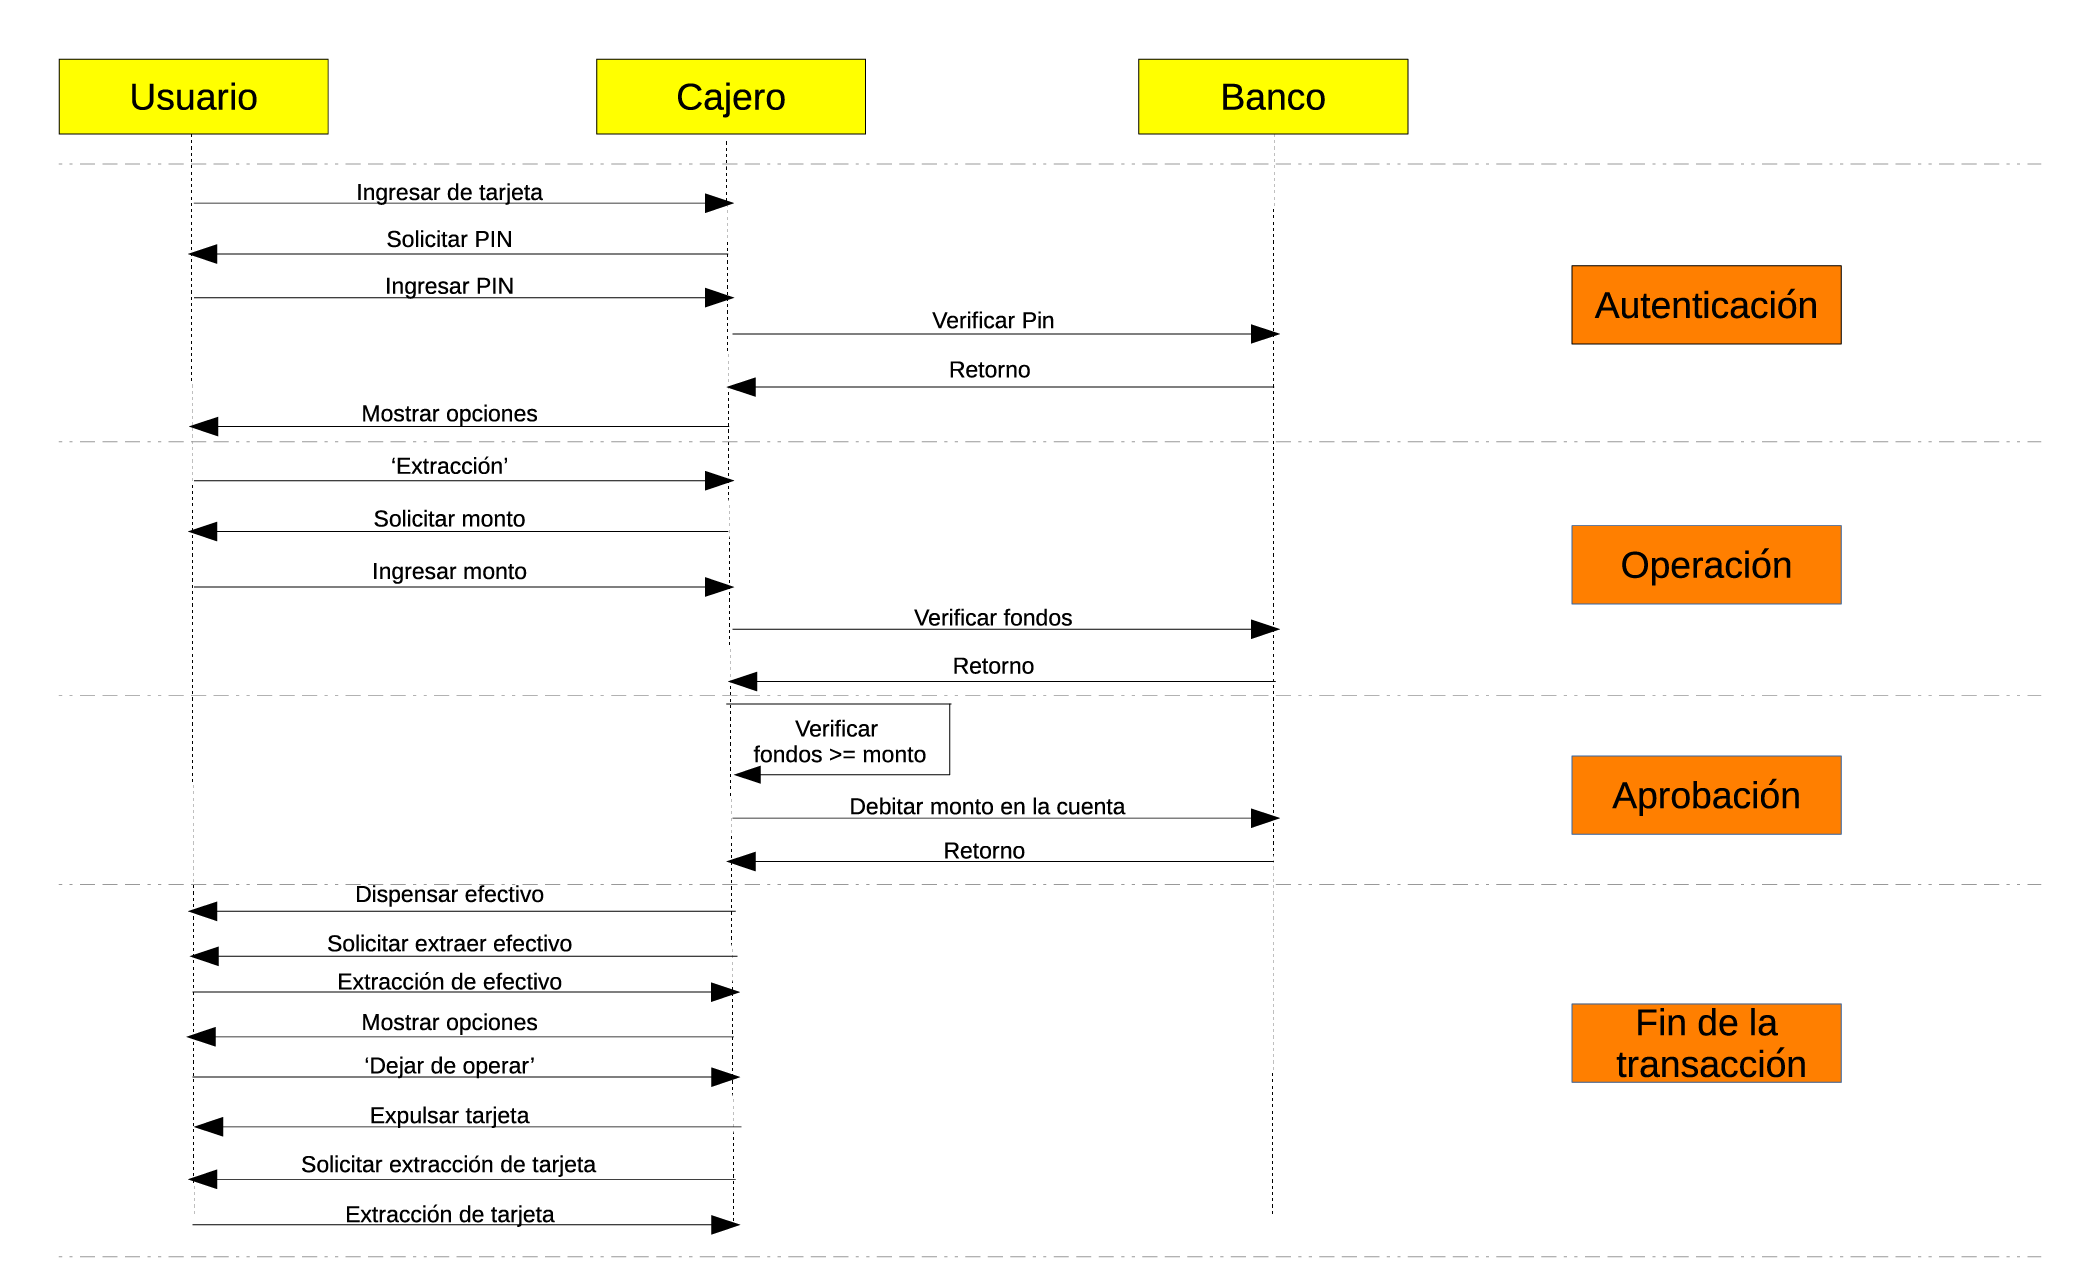 Usuario
Cajero
Banco
Ingresar de tarjeta
Solicitar PIN
Ingresar PIN
Autenticación
Verificar Pin
Retorno
Mostrar opciones
‘Extracción’
Solicitar monto
Operación
Ingresar monto
Verificar fondos
Retorno
Verificar
fondos >= monto
Aprobación
Debitar monto en la cuenta
Retorno
Dispensar efectivo
Solicitar extraer efectivo
Extracción de efectivo
Mostrar opciones
Fin de la
transacción
‘Dejar de operar’
Expulsar tarjeta
Solicitar extracción de tarjeta
Extracción de tarjeta